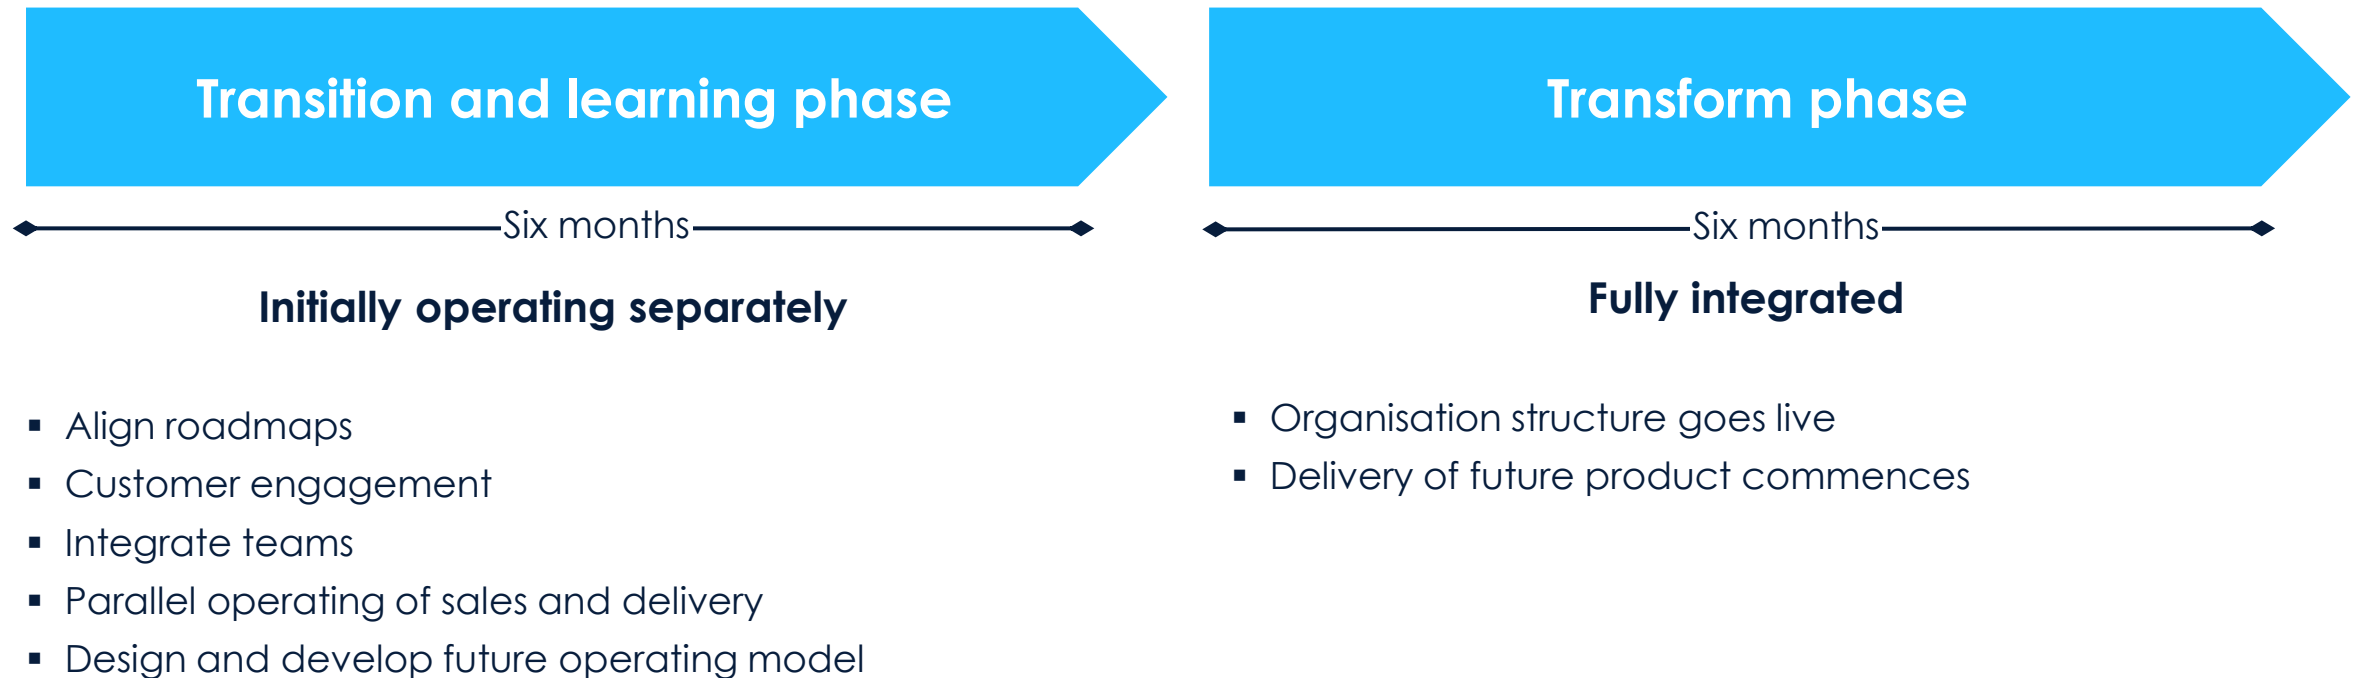 Transition and learning phase
Six months
Initially operating separately
▪ Align roadmaps
▪ Customer engagement
▪ Integrate teams
▪ Parallel operating of sales and delivery
▪ Design and develop future operating model
Transform phase
Six months
Fully integrated
▪ Organisation structure goes live
▪ Delivery of future product commences